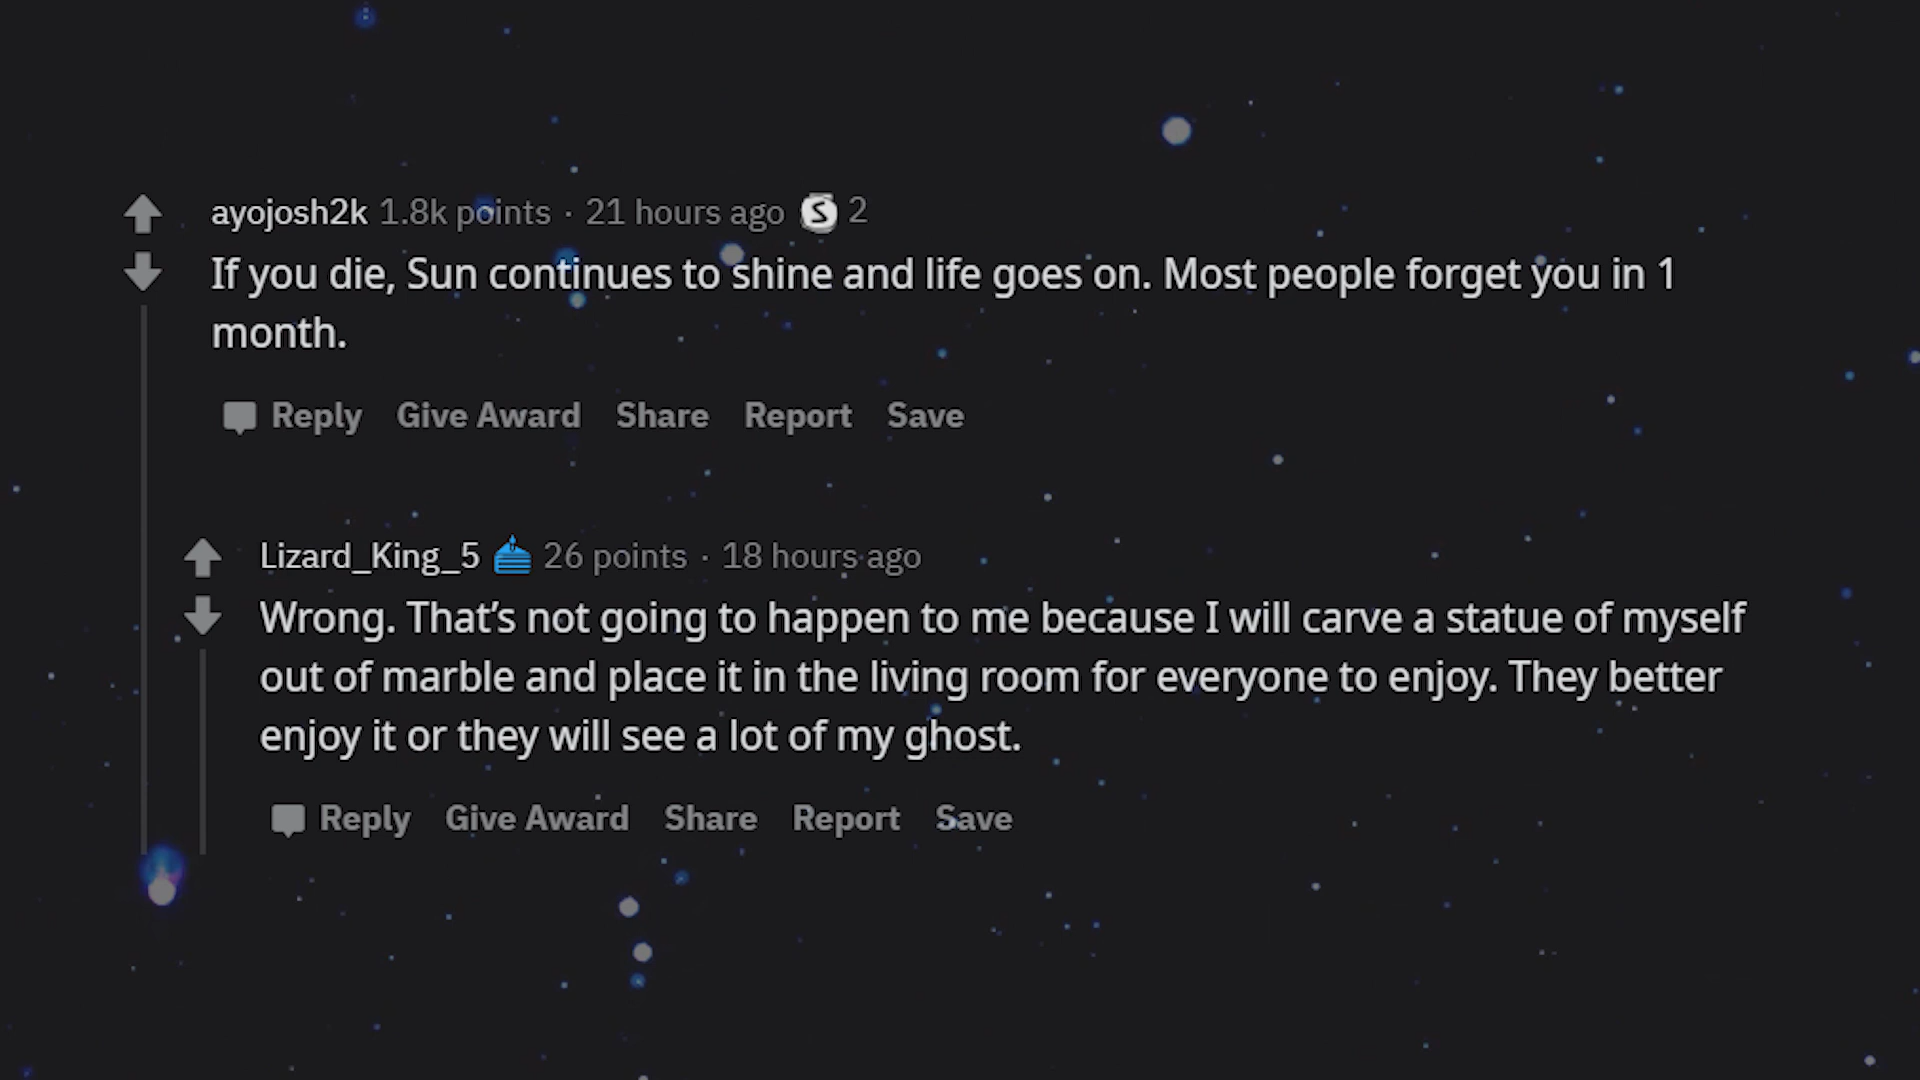 ayojosh2k 1.8k points · 21 hours ago S 2
If you die, Sun continues to shine and life goes on. Most people forget you in 1
month.
Reply Give Award Share Report Save
Lizard_King_5 26 points · 18 hours ago
Wrong. That’s not going to happen to me because I will carve a statue of myself
out of marble and place it in the living room for everyone to enjoy. They better
enjoy it or they will see a lot of my ghost.
Reply Give Award Share Report Save